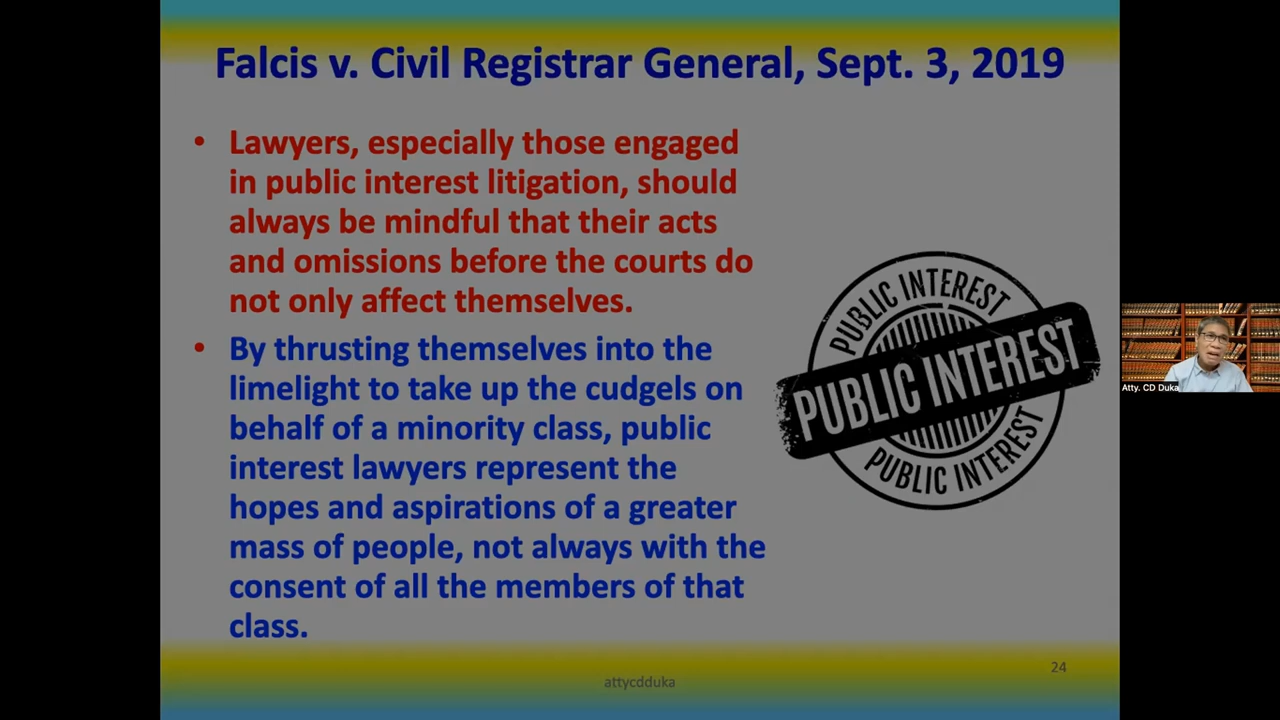 Falcis v. Civil Registrar General, Sept. 3, 2019
• Lawyers, especially those engaged
in public interest litigation, should
always be mindful that their acts
and omissions before the courts do
not only affect themselves.
• By thrusting themselves into the
limelight to take up the cudgels on
behalf of a minority class, public
interest lawyers represent the
hopes and aspirations of a greater
mass of people, not always with the
consent of all the members of that
class.
PUBLIC INTEREST
PUBLIC INTEREST
PUBLIC INTEREST
Atty. CD Duka
24
attycdduka